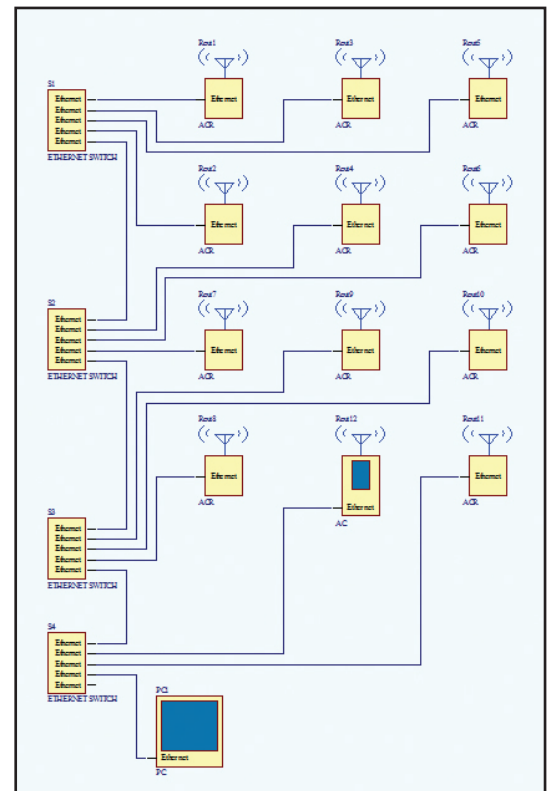 Rout1
Rout3
Rout5
S1
Ethernet
Ethernet
Ethernet
Ethernet
Ethernet
ETHERNET SWITCH
Ethernet
ACR
Ethernet
ACR
Ethernet
ACR
Rout2
Rout4
Rout6
Ethernet
ACR
Ethernet
ACR
Ethernet
ACR
S2
Ethernet
Ethernet
Ethernet
Ethernet
Ethernet
ETHERNET SWITCH
Rout7
Rout9
Rout10
Ethernet
ACR
Ethernet
ACR
Ethernet
ACR
Rout8
Rout12
Rout11
Ethernet
ACR
Ethernet
AC
Ethernet
ACR
S3
Ethernet
Ethernet
Ethernet
Ethernet
Ethernet
ETHERNET SWITCH
S4
Ethernet
Ethernet
Ethernet
Ethernet
Ethernet
ETHERNET SWITCH
PC1
Ethernet
PC